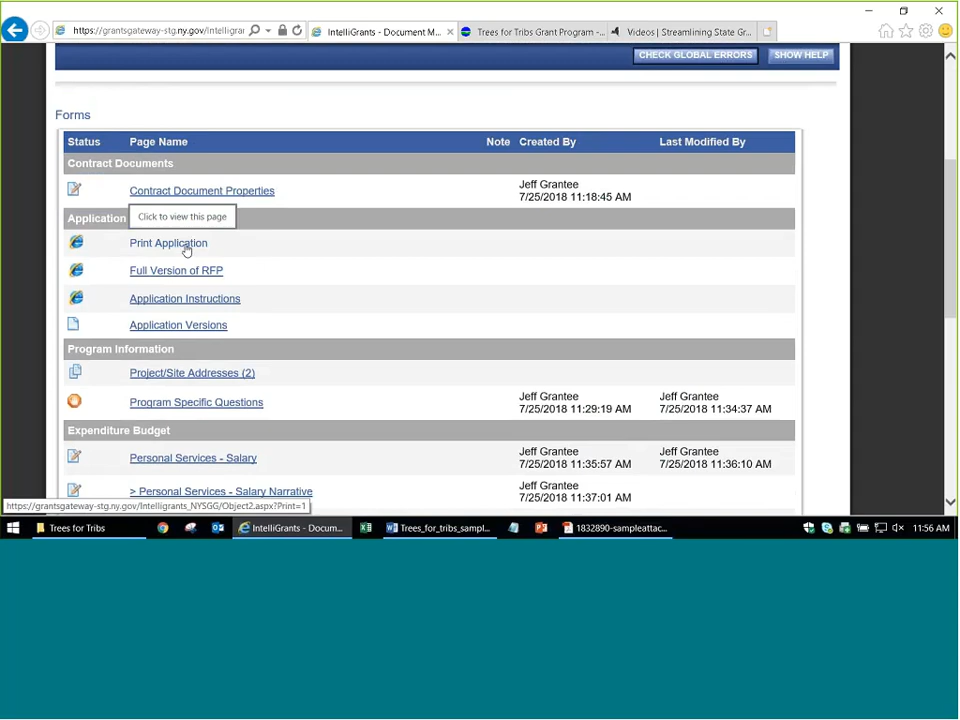 https://grantsgateway-stg.ny.gov/Intelligrar
IntelliGrants - Document M...
Trees for Tribs Grant Program -...
Videos | Streamlining State Gr...
CHECK GLOBAL ERRORS
SHOW HELP
Forms
Status Page Name Note Created By Last Modified By
Contract Documents
Contract Document Properties Jeff Grantee
7/25/2018 11:18:45 AM
Application
Click to view this page
Print Application
Full Version of RFP
Application Instructions
Application Versions
Program Information
Project/Site Addresses (2)
Program Specific Questions Jeff Grantee Jeff Grantee
7/25/2018 11:29:19 AM 7/25/2018 11:34:37 AM
Expenditure Budget
Personal Services - Salary Jeff Grantee Jeff Grantee
7/25/2018 11:35:57 AM 7/25/2018 11:36:10 AM
> Personal Services - Salary Narrative Jeff Grantee
7/25/2018 11:37:01 AM
https://grantsgateway-stg.ny.gov/Intelligrants_NYSGG/Object2.aspx?Print=1
Trees for Tribs
IntelliGrants - Docum...
Trees_for_tribs_sampl...
1832890-sampleattac...
11:56 AM